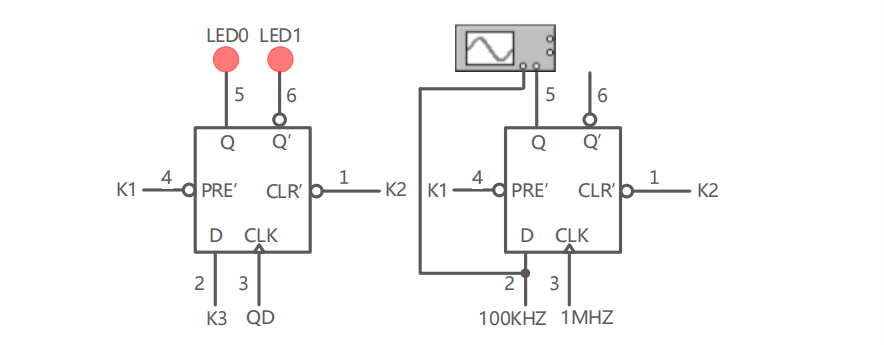 LED0 LED1
5 6 5 6
Q Q’ Q Q’
K1 4 PRE’ CLR’ 1 K2 K1 4 PRE’ CLR’ 1 K2
D CLK D CLK
2 3 2 3
K3 QD 100KHZ 1MHZ